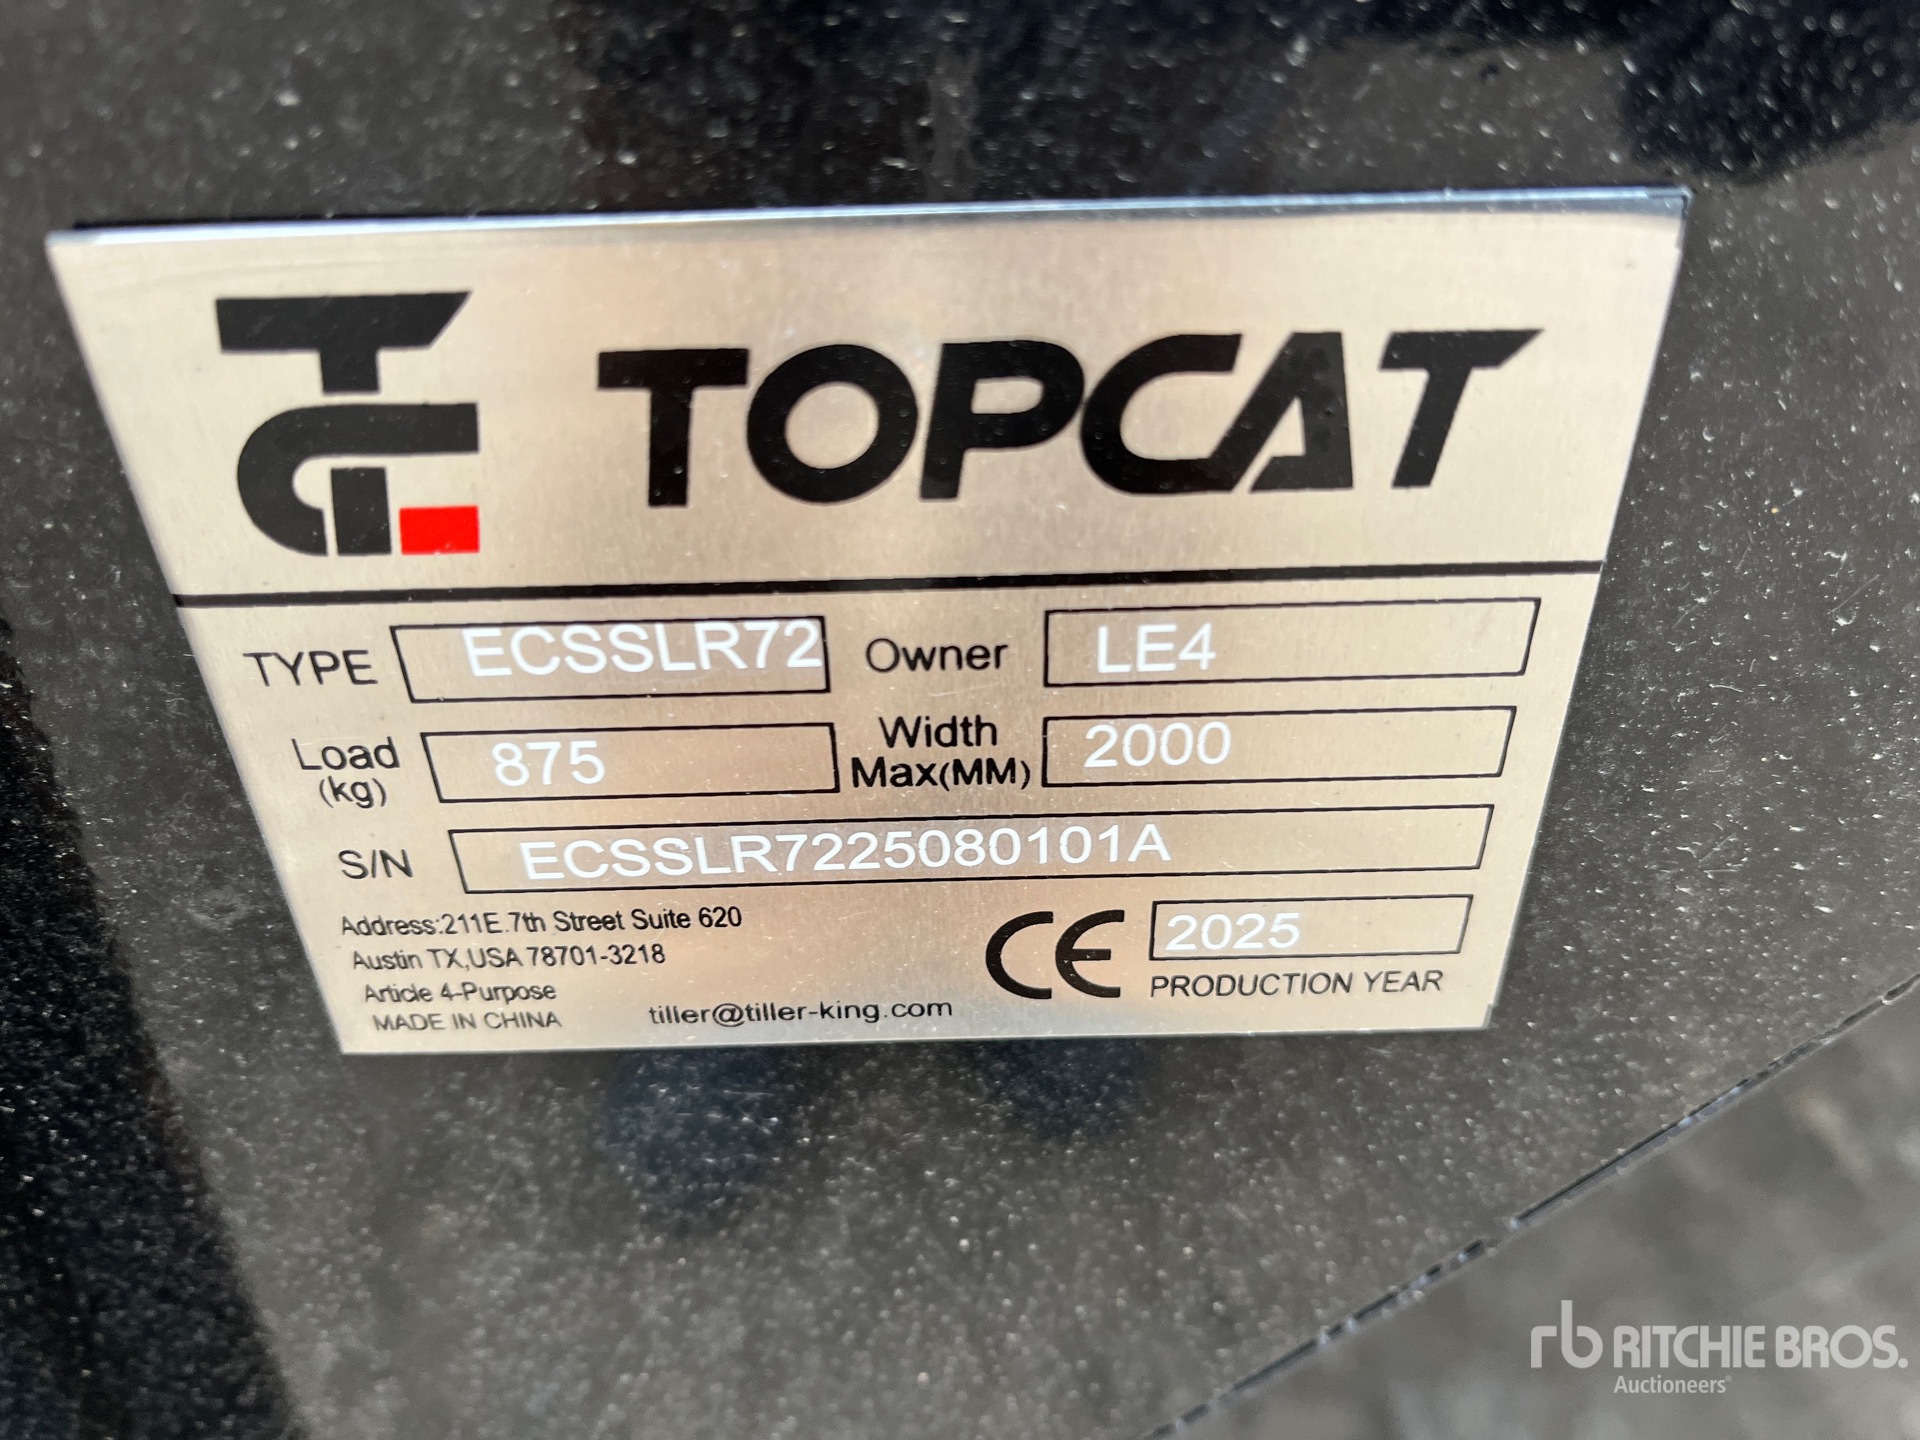 TC TOPCAT
TYPE ECSSLR72 Owner LE4
Load (kg) 875 Width Max(MM) 2000
S/N ECSSLR7225080101A
Address:211E.7th Street Suite 620
Austin TX,USA 78701-3218
Article 4-Purpose
MADE IN CHINA
tiller@tiller-king.com
CE 2025
PRODUCTION YEAR
rb RITCHIE BROS.
Auctioneers